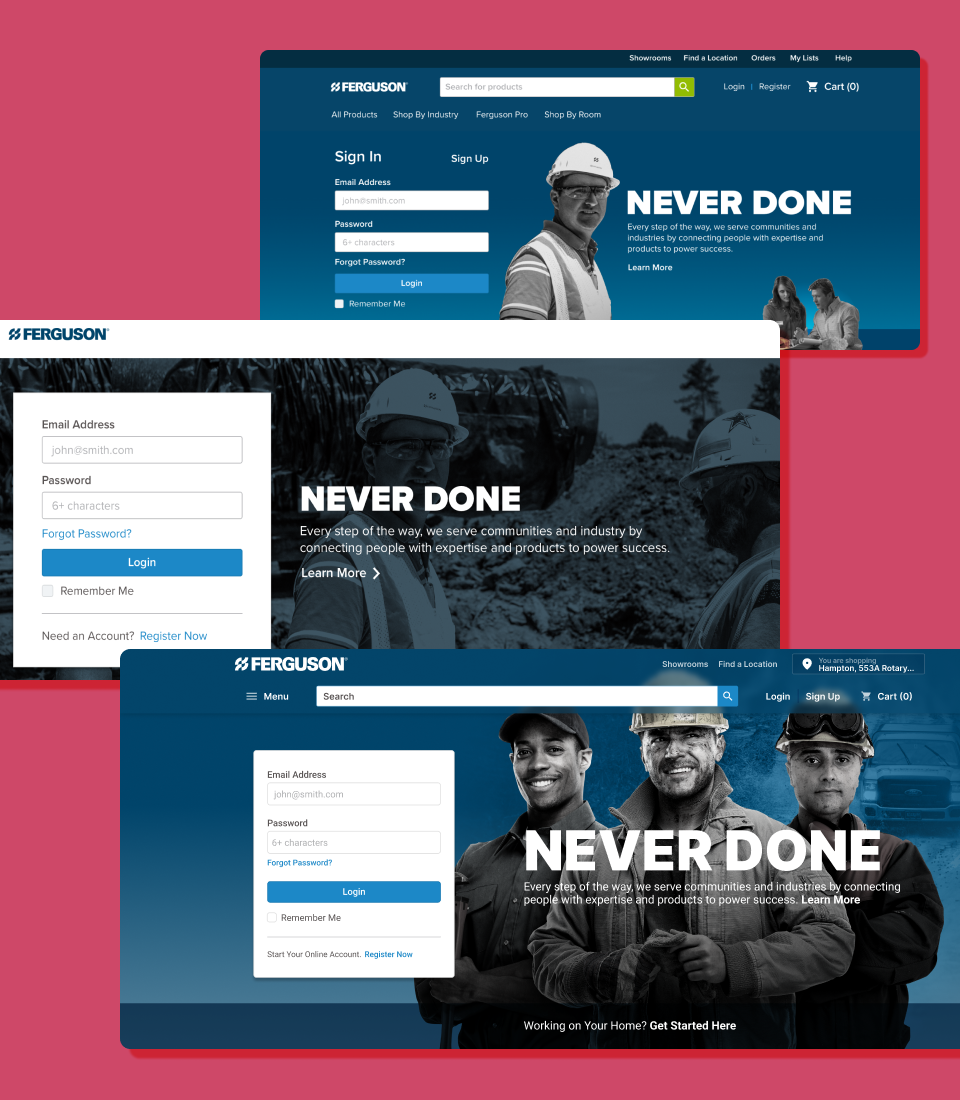 Showrooms Find a Location Orders My Lists Help
FERGUSON®
Search for products
Login | Register
Cart (0)
All Products Shop By Industry Ferguson Pro Shop By Room
Sign In
Sign Up
Email Address
john@smith.com
Password
6+ characters
Forgot Password?
Login
Remember Me
NEVER DONE
Every step of the way, we serve communities and
industries by connecting people with expertise and
products to power success.
Learn More
FERGUSON®
Email Address
john@smith.com
Password
6+ characters
Forgot Password?
Login
Remember Me
Need an Account? Register Now
NEVER DONE
Every step of the way, we serve communities and industry by
connecting people with expertise and products to power success.
Learn More
FERGUSON®
Showrooms Find a Location
You are shopping
Hampton, 553A Rotary...
Menu
Search
Login Sign Up Cart (0)
Email Address
john@smith.com
Password
6+ characters
Forgot Password?
Login
Remember Me
Start Your Online Account. Register Now
NEVER DONE
Every step of the way, we serve communities and industries by connecting
people with expertise and products to power success. Learn More
Working on Your Home? Get Started Here